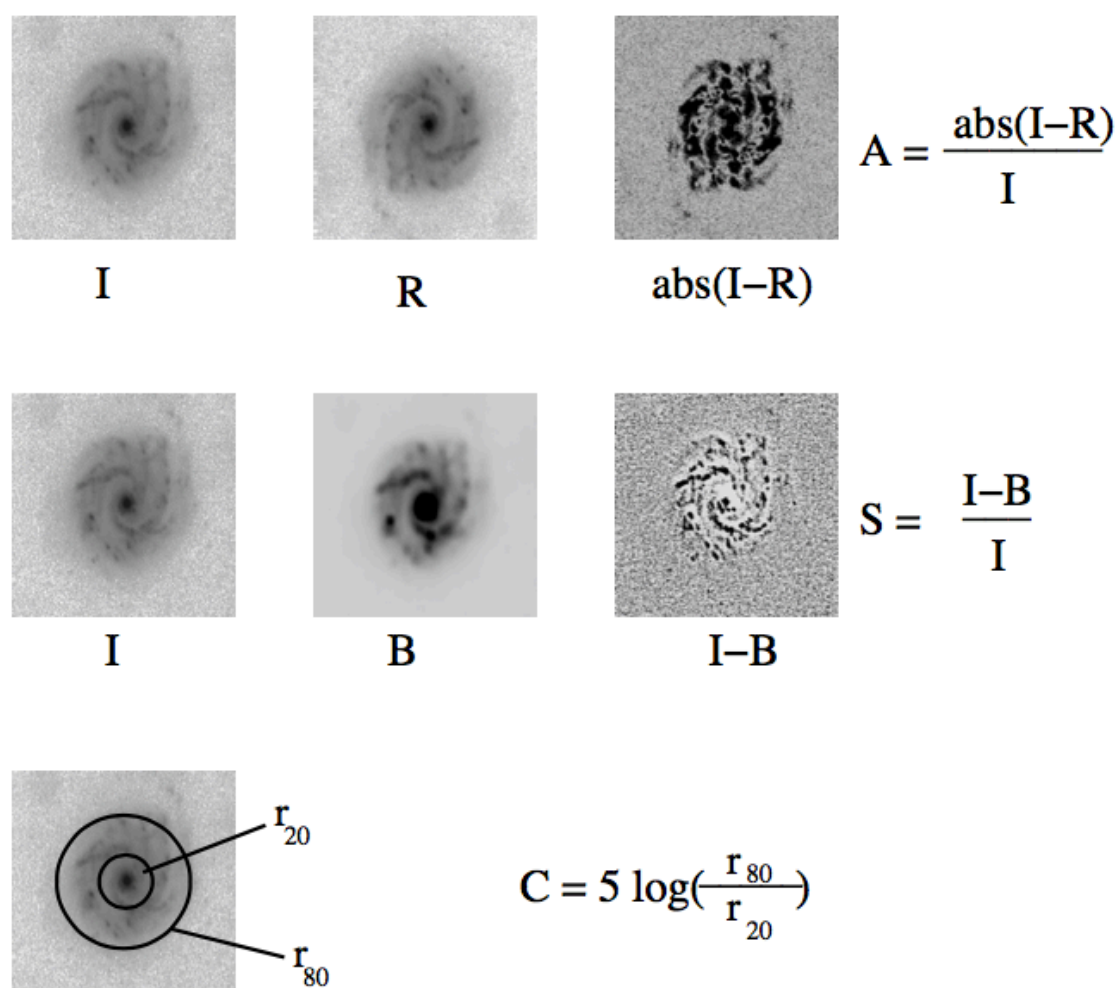 I
R
abs(I–R)
A = abs(I–R) / I
I
B
I–B
S = I–B / I
r20
r80
C = 5 log( r80 / r20 )